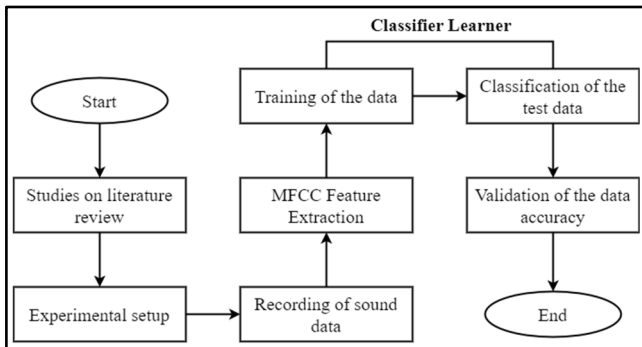 Classifier Learner
Start
Studies on literature
review
Experimental setup
Recording of sound
data
MFCC Feature
Extraction
Training of the data
Classification of the
test data
Validation of the data
accuracy
End